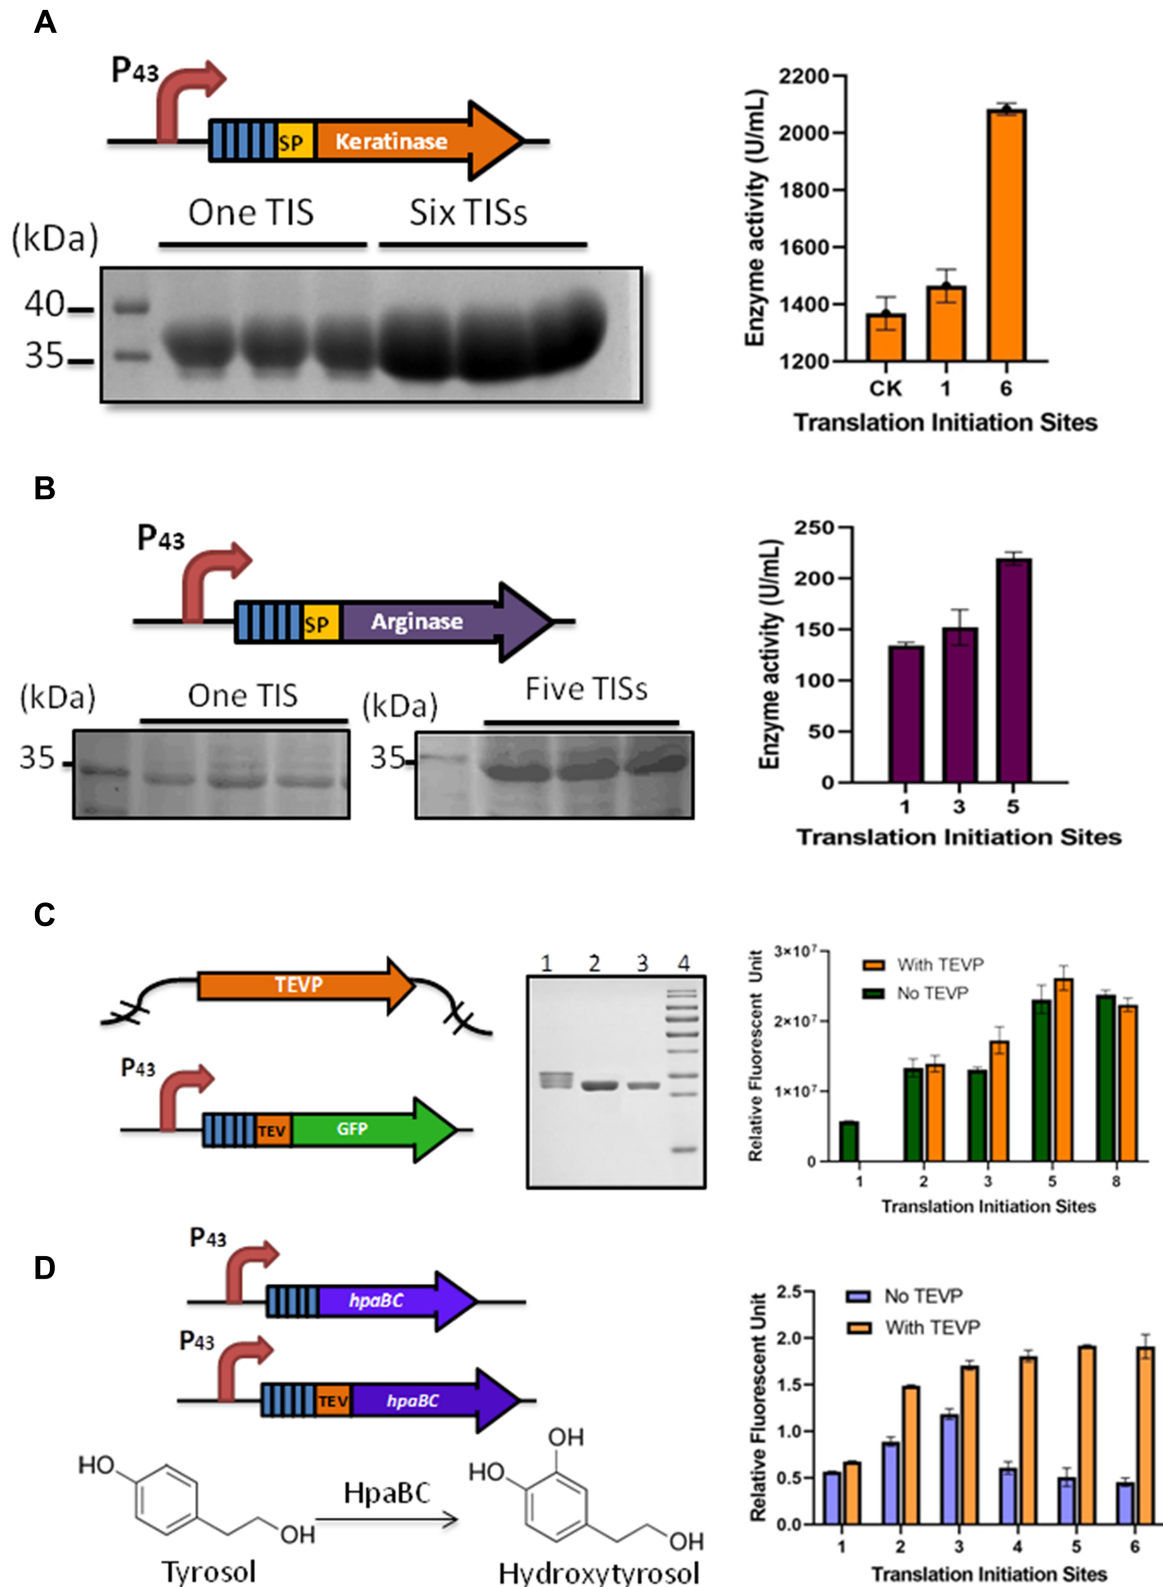 A
P43
SP Keratinase
One TIS Six TISs
(kDa)
40
35
Enzyme activity (U/mL)
2200
2000
1800
1600
1400
1200
CK 1 6
Translation Initiation Sites
B
P43
SP Arginase
(kDa) One TIS (kDa) Five TISs
35 35
Enzyme activity (U/mL)
250
200
150
100
50
0
1 3 5
Translation Initiation Sites
C
TEVP
P43
TEV GFP
1 2 3 4
Relative Fluorescent Unit
3×10⁷
2×10⁷
1×10⁷
0
With TEVP
No TEVP
1 2 3 5 8
Translation Initiation Sites
D
P43
hpaBC
P43
TEV hpaBC
HO OH
Tyrosol
HpaBC
OH
HO OH
Hydroxytyrosol
Relative Fluorescent Unit
2.5
2.0
1.5
1.0
0.5
0.0
No TEVP
With TEVP
1 2 3 4 5 6
Translation Initiation Sites